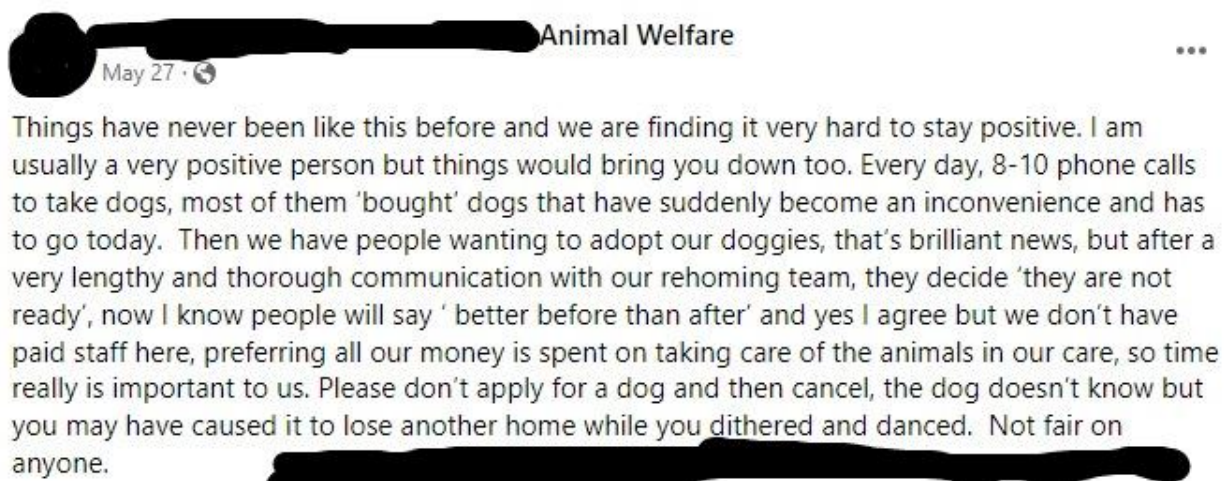 Animal Welfare
May 27 ·
Things have never been like this before and we are finding it very hard to stay positive. I am
usually a very positive person but things would bring you down too. Every day, 8-10 phone calls
to take dogs, most of them 'bought' dogs that have suddenly become an inconvenience and has
to go today.  Then we have people wanting to adopt our doggies, that's brilliant news, but after a
very lengthy and thorough communication with our rehoming team, they decide 'they are not
ready', now I know people will say ' better before than after' and yes I agree but we don't have
paid staff here, preferring all our money is spent on taking care of the animals in our care, so time
really is important to us. Please don't apply for a dog and then cancel, the dog doesn't know but
you may have caused it to lose another home while you dithered and danced.  Not fair on
anyone.